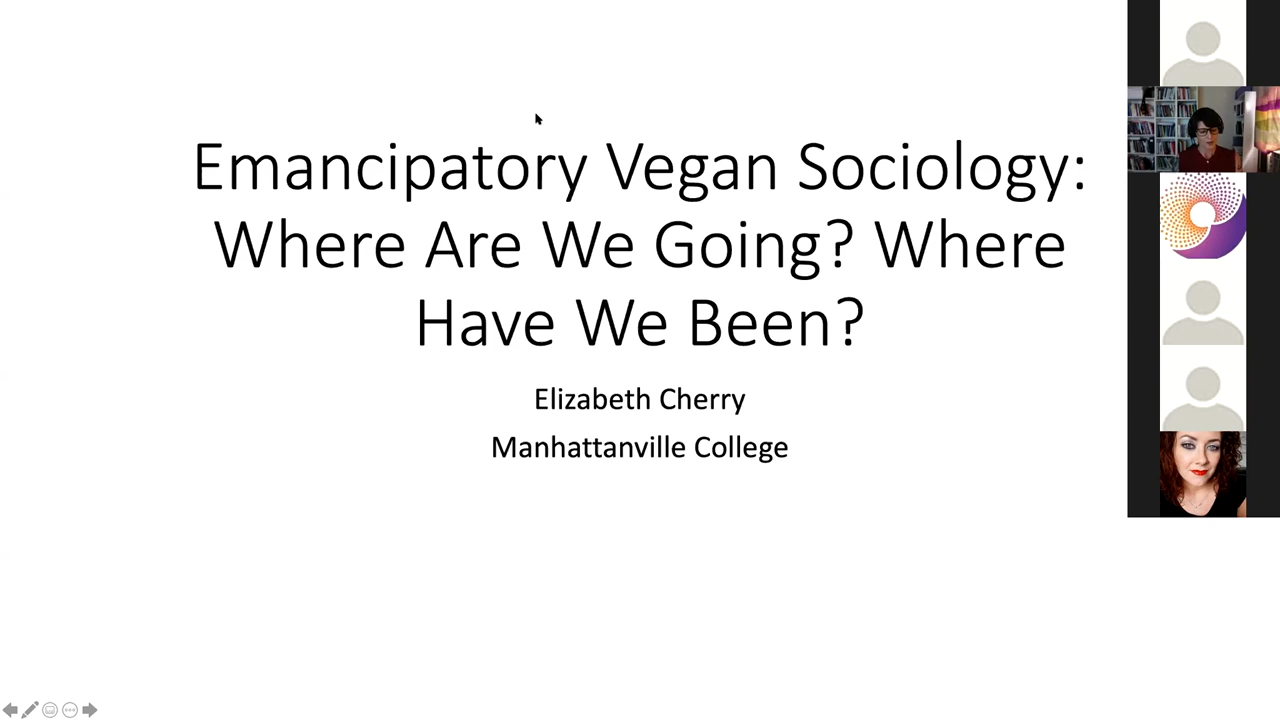 Emancipatory Vegan Sociology:
Where Are We Going? Where
Have We Been?
Elizabeth Cherry
Manhattanville College